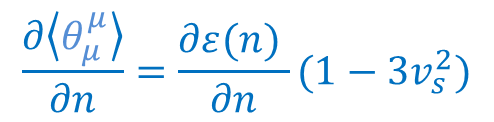 ∂⟨θ^μ_μ⟩/∂n = ∂ε(n)/∂n (1 − 3v_s^2)